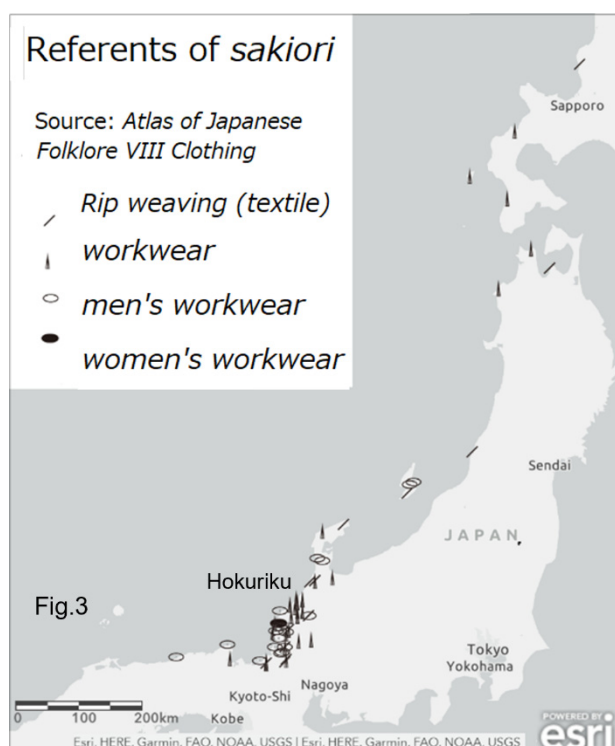 Referents of sakiori
Source: Atlas of Japanese
Folklore VIII Clothing
Rip weaving (textile)
workwear
men's workwear
women's workwear
Sapporo
Sendai
JAPAN
Hokuriku
Fig.3
Tokyo
Yokohama
Nagoya
Kyoto-Shi
Kobe
0 100 200km
POWERED BY
esri
Esri, HERE, Garmin, FAO, NOAA, USGS | Esri, HERE, Garmin, FAO, NOAA, USGS